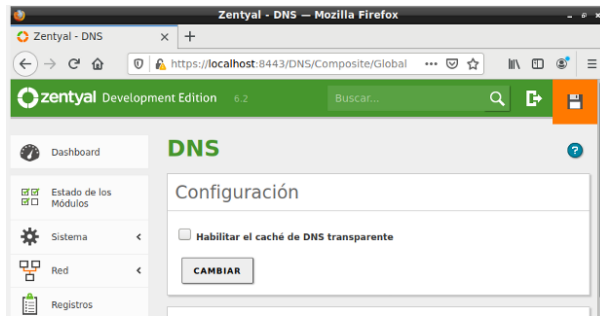 Zentyal - DNS — Mozilla Firefox
Zentyal - DNS
https://localhost:8443/DNS/Composite/Global
zentyal Development Edition 6.2
Buscar...
DNS
Dashboard
Configuración
Estado de los
Módulos
Habilitar el caché de DNS transparente
Sistema
CAMBIAR
Red
Registros